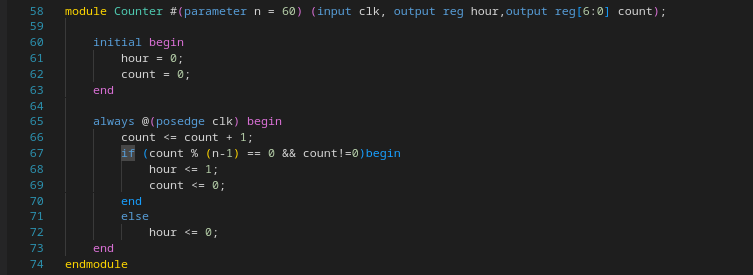 58 module Counter #(parameter n = 60) (input clk, output reg hour,output reg[6:0] count);
59
60 initial begin
61 hour = 0;
62 count = 0;
63 end
64
65 always @(posedge clk) begin
66 count <= count + 1;
67 if (count % (n-1) == 0 && count!=0)begin
68 hour <= 1;
69 count <= 0;
70 end
71 else
72 hour <= 0;
73 end
74 endmodule